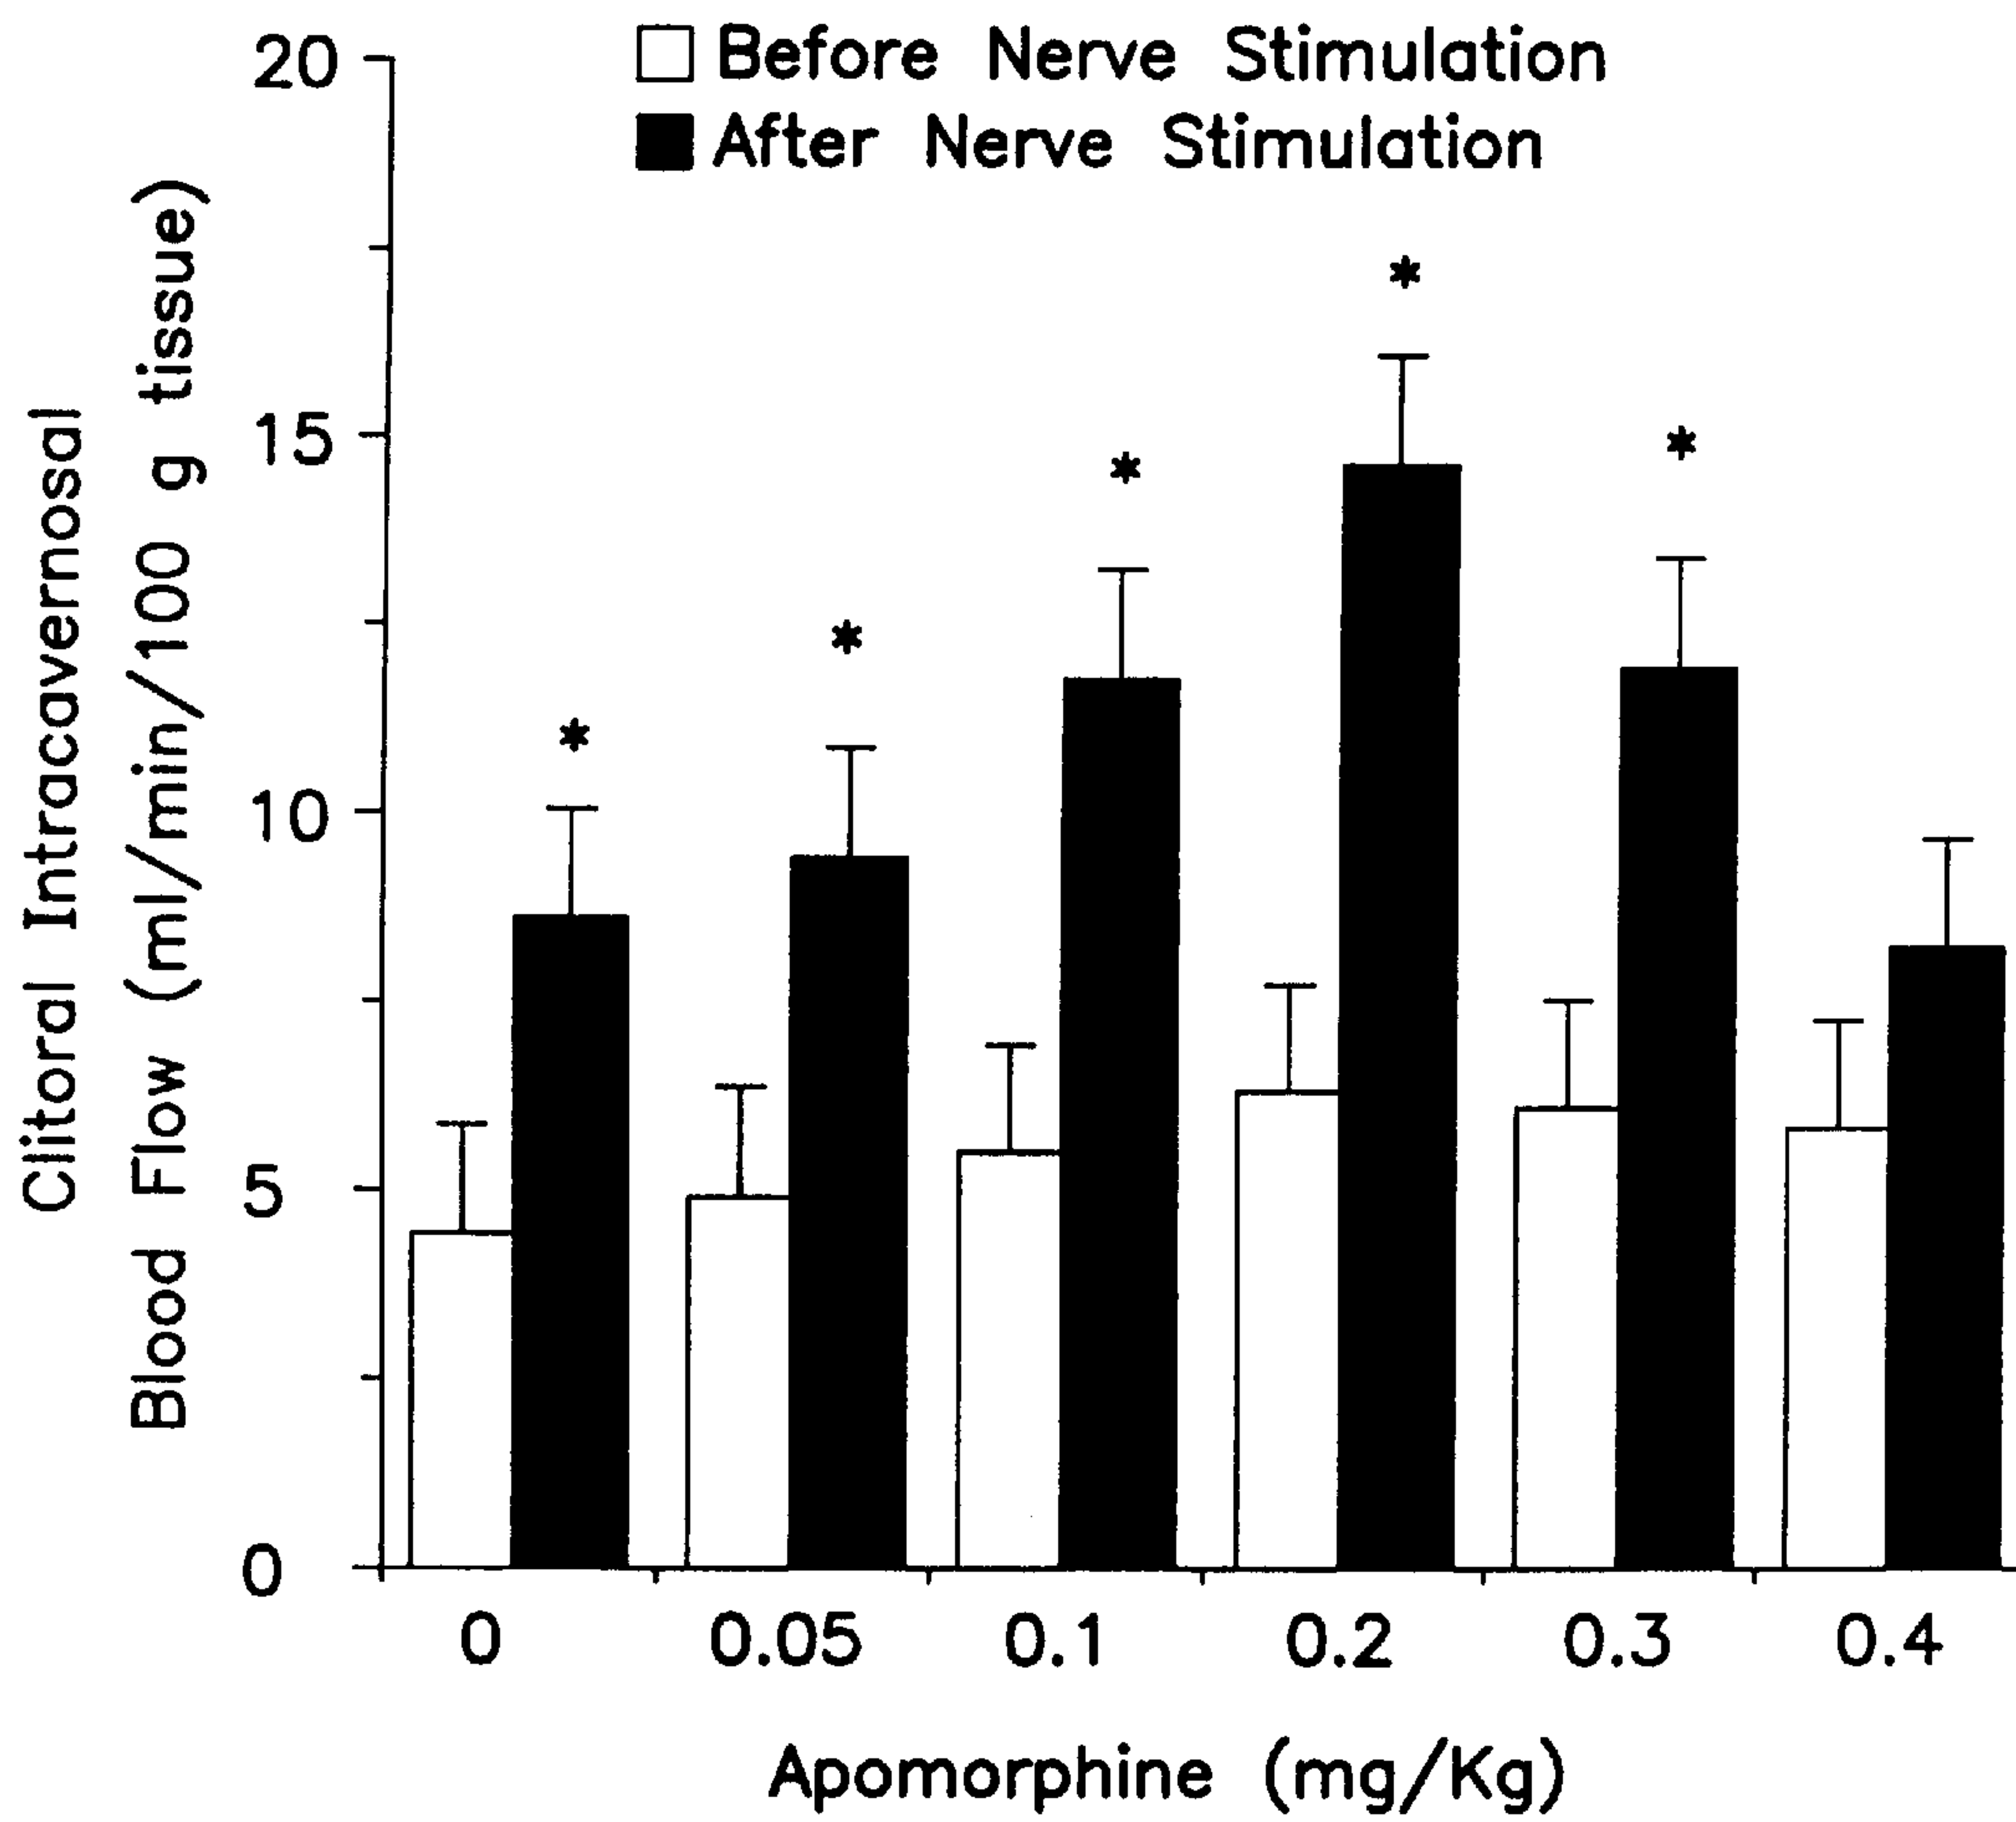 Before Nerve Stimulation
After Nerve Stimulation
20
15
10
5
0
Clitoral Intracavernosal
Blood Flow (ml/min/100 g tissue)
*
*
*
*
*
0 0.05 0.1 0.2 0.3 0.4
Apomorphine (mg/Kg)